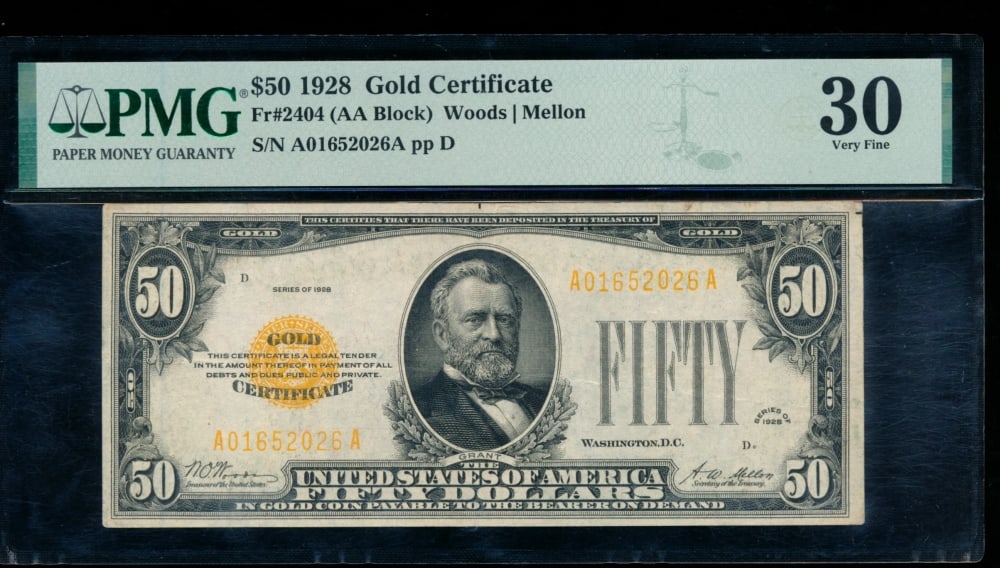 PMG®
PAPER MONEY GUARANTY
$50 1928 Gold Certificate
Fr#2404 (AA Block) Woods | Mellon
S/N A01652026A pp D
30
Very Fine
THIS CERTIFIES THAT THERE HAVE BEEN DEPOSITED IN THE TREASURY OF
GOLD GOLD
50 50
D
SERIES OF 1928
A01652026A
GOLD
THIS CERTIFICATE IS A LEGAL TENDER
IN THE AMOUNT THEREOF IN PAYMENT OF ALL
DEBTS AND DUES PUBLIC AND PRIVATE.
CERTIFICATE
FIFTY
50 50
SERIES OF
1928
A01652026A
WASHINGTON, D.C.
D
GRANT
W.O. Woods
Treasurer of the United States.
A.W. Mellon
Secretary of the Treasury.
50 50
THE
UNITED STATES OF AMERICA
FIFTY DOLLARS
IN GOLD COIN PAYABLE TO THE BEARER ON DEMAND